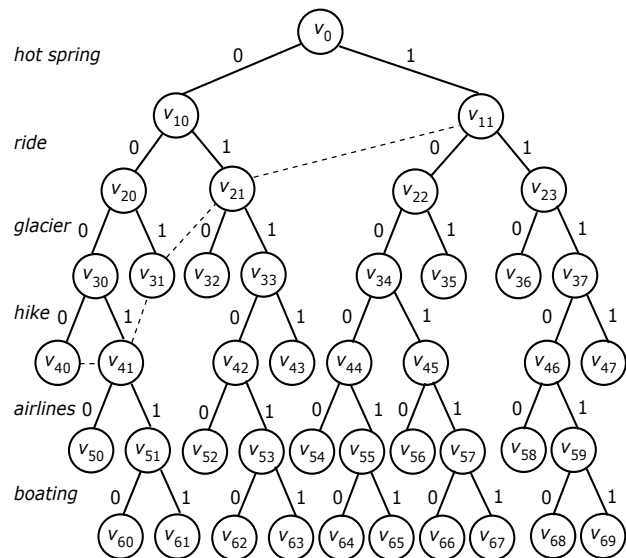 v0
hot spring 0 1
v10 v11
ride 0 1 0 1
v20 v21 v22 v23
glacier 0 1 0 1 0 1 0 1
v30 v31 v32 v33 v34 v35 v36 v37
hike 0 1 0 1 0 1 0 1
v40 v41 v42 v43 v44 v45 v46 v47
airlines 0 1 0 1 0 1 0 1 0 1
v50 v51 v52 v53 v54 v55 v56 v57 v58 v59
boating 0 1 0 1 0 1 0 1 0 1
v60 v61 v62 v63 v64 v65 v66 v67 v68 v69